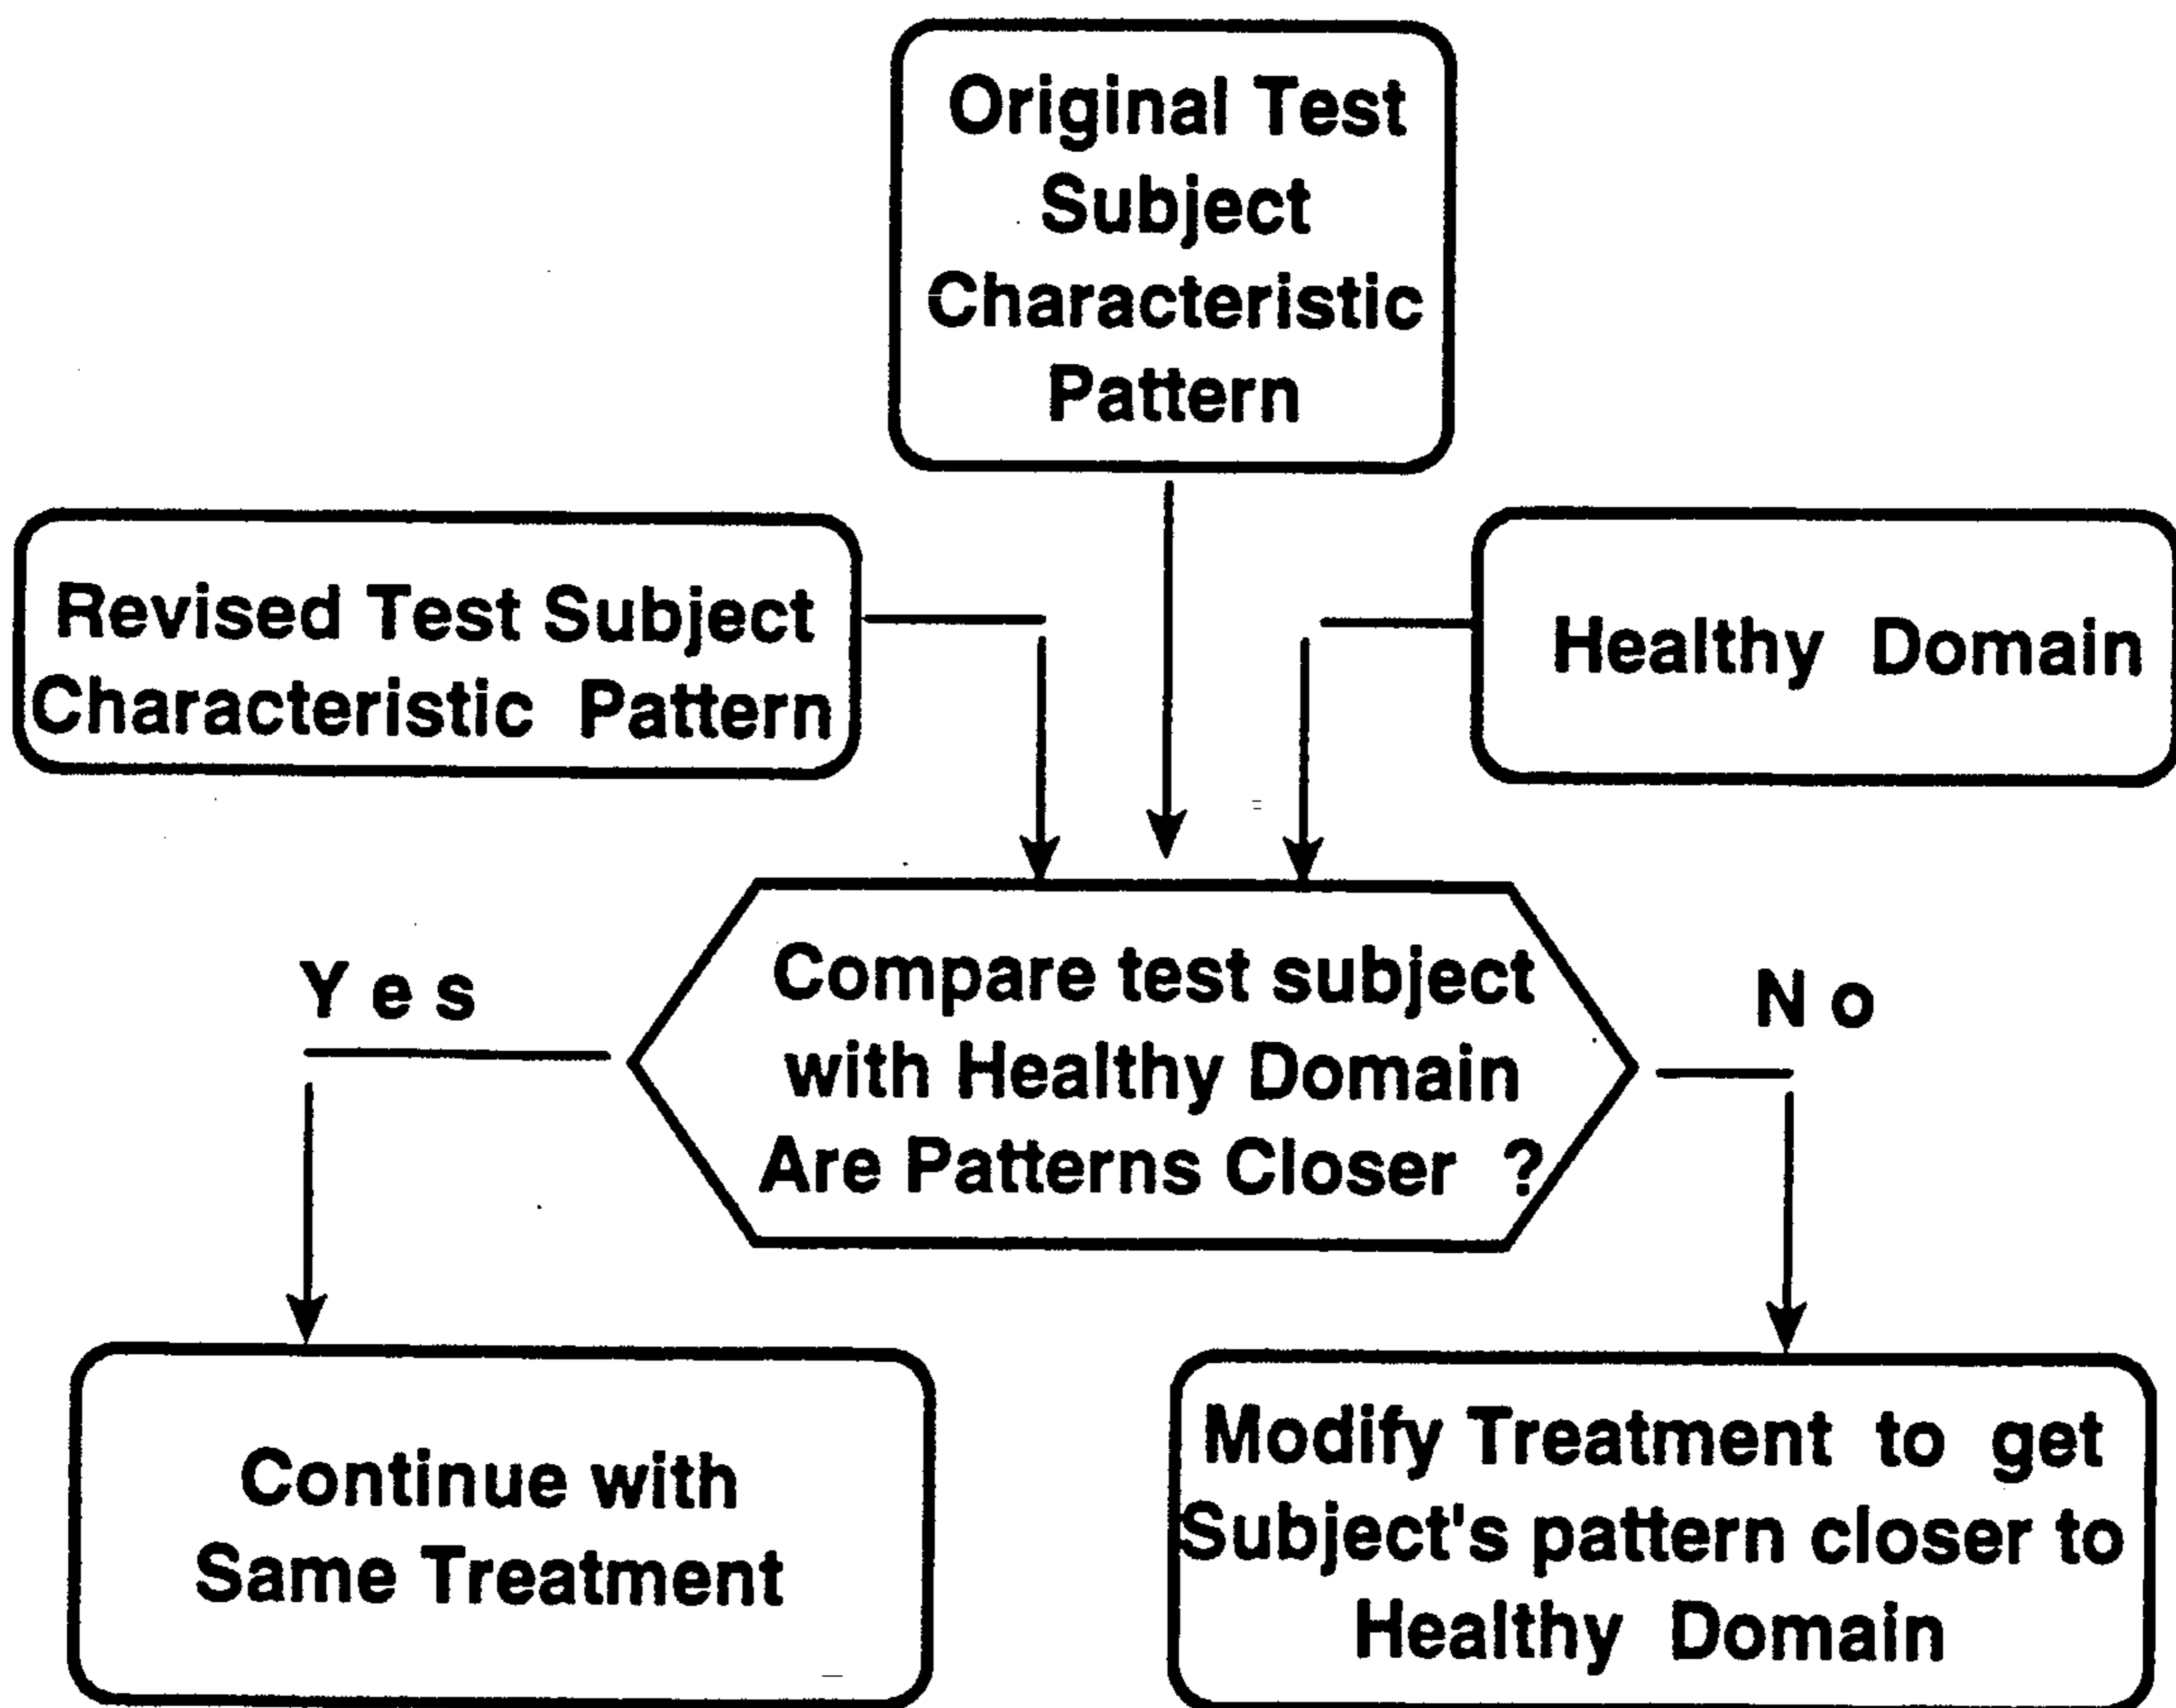 Original Test
Subject
Characteristic
Pattern
Revised Test Subject
Characteristic Pattern
Healthy Domain
Compare test subject
with Healthy Domain
Are Patterns Closer ?
Yes
No
Continue with
Same Treatment
Modify Treatment to get
Subject's pattern closer to
Healthy Domain